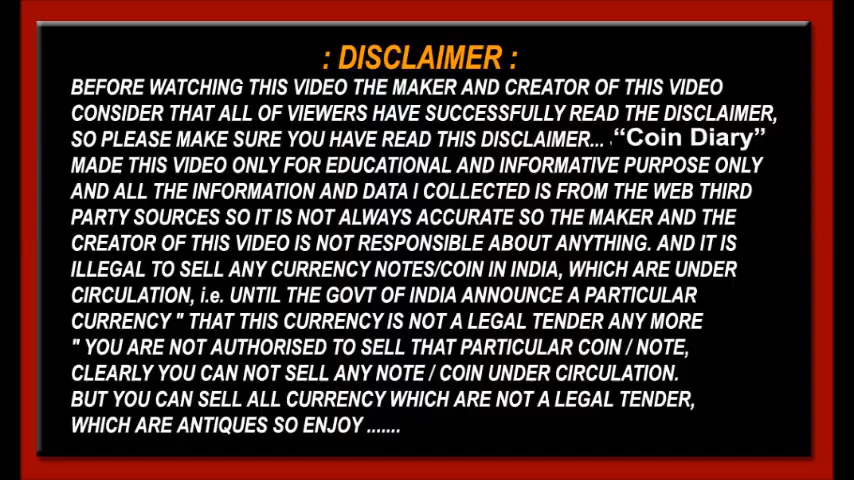 : DISCLAIMER :
BEFORE WATCHING THIS VIDEO THE MAKER AND CREATOR OF THIS VIDEO
CONSIDER THAT ALL OF VIEWERS HAVE SUCCESSFULLY READ THE DISCLAIMER,
SO PLEASE MAKE SURE YOU HAVE READ THIS DISCLAIMER... “Coin Diary”
MADE THIS VIDEO ONLY FOR EDUCATIONAL AND INFORMATIVE PURPOSE ONLY
AND ALL THE INFORMATION AND DATA I COLLECTED IS FROM THE WEB THIRD
PARTY SOURCES SO IT IS NOT ALWAYS ACCURATE SO THE MAKER AND THE
CREATOR OF THIS VIDEO IS NOT RESPONSIBLE ABOUT ANYTHING. AND IT IS
ILLEGAL TO SELL ANY CURRENCY NOTES/COIN IN INDIA, WHICH ARE UNDER
CIRCULATION, i.e. UNTIL THE GOVT OF INDIA ANNOUNCE A PARTICULAR
CURRENCY " THAT THIS CURRENCY IS NOT A LEGAL TENDER ANY MORE
" YOU ARE NOT AUTHORISED TO SELL THAT PARTICULAR COIN / NOTE,
CLEARLY YOU CAN NOT SELL ANY NOTE / COIN UNDER CIRCULATION.
BUT YOU CAN SELL ALL CURRENCY WHICH ARE NOT A LEGAL TENDER,
WHICH ARE ANTIQUES SO ENJOY .......